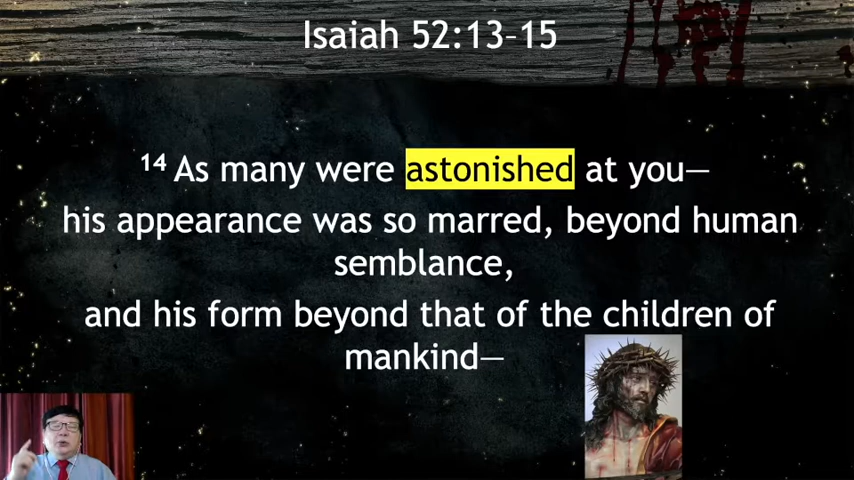 Isaiah 52:13–15
¹⁴ As many were astonished at you—
his appearance was so marred, beyond human
semblance,
and his form beyond that of the children of
mankind—